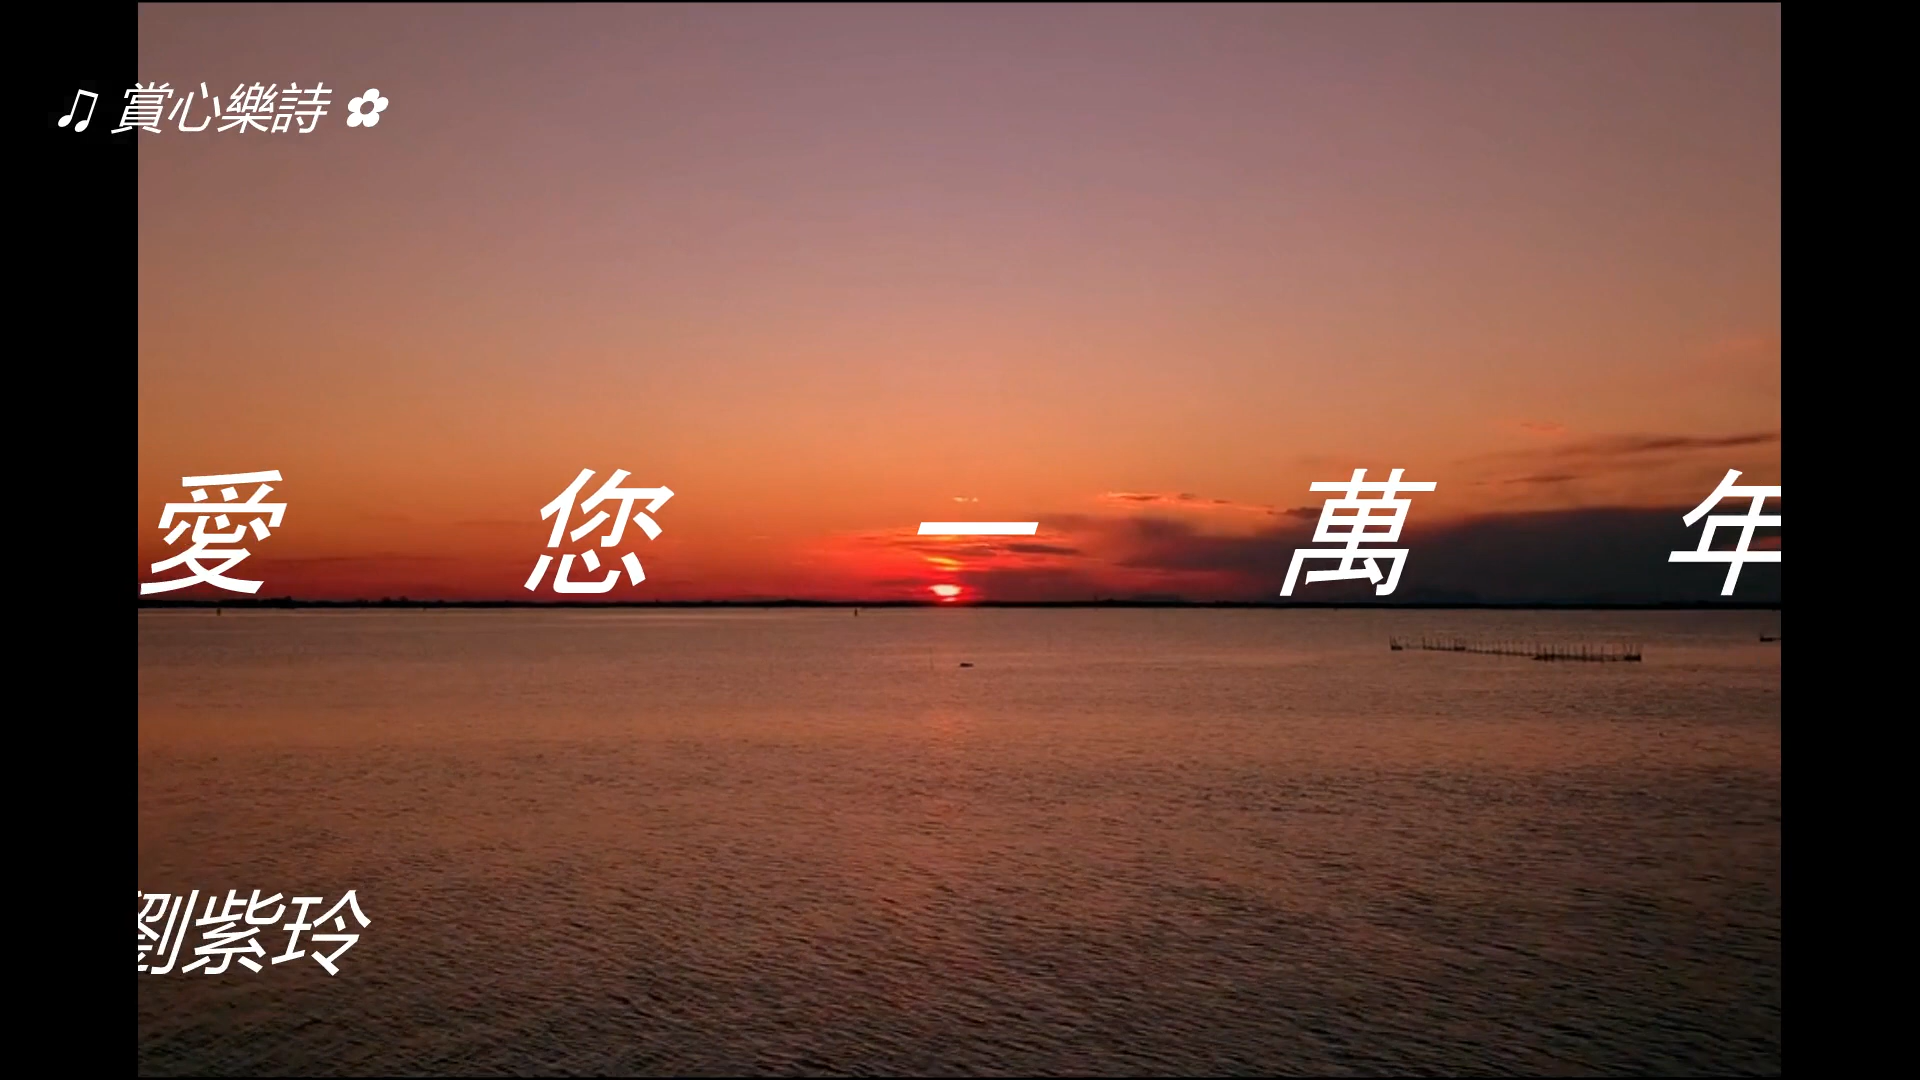 ♫ 賞心樂詩 ✿
愛 您 一 萬 年
劉紫玲